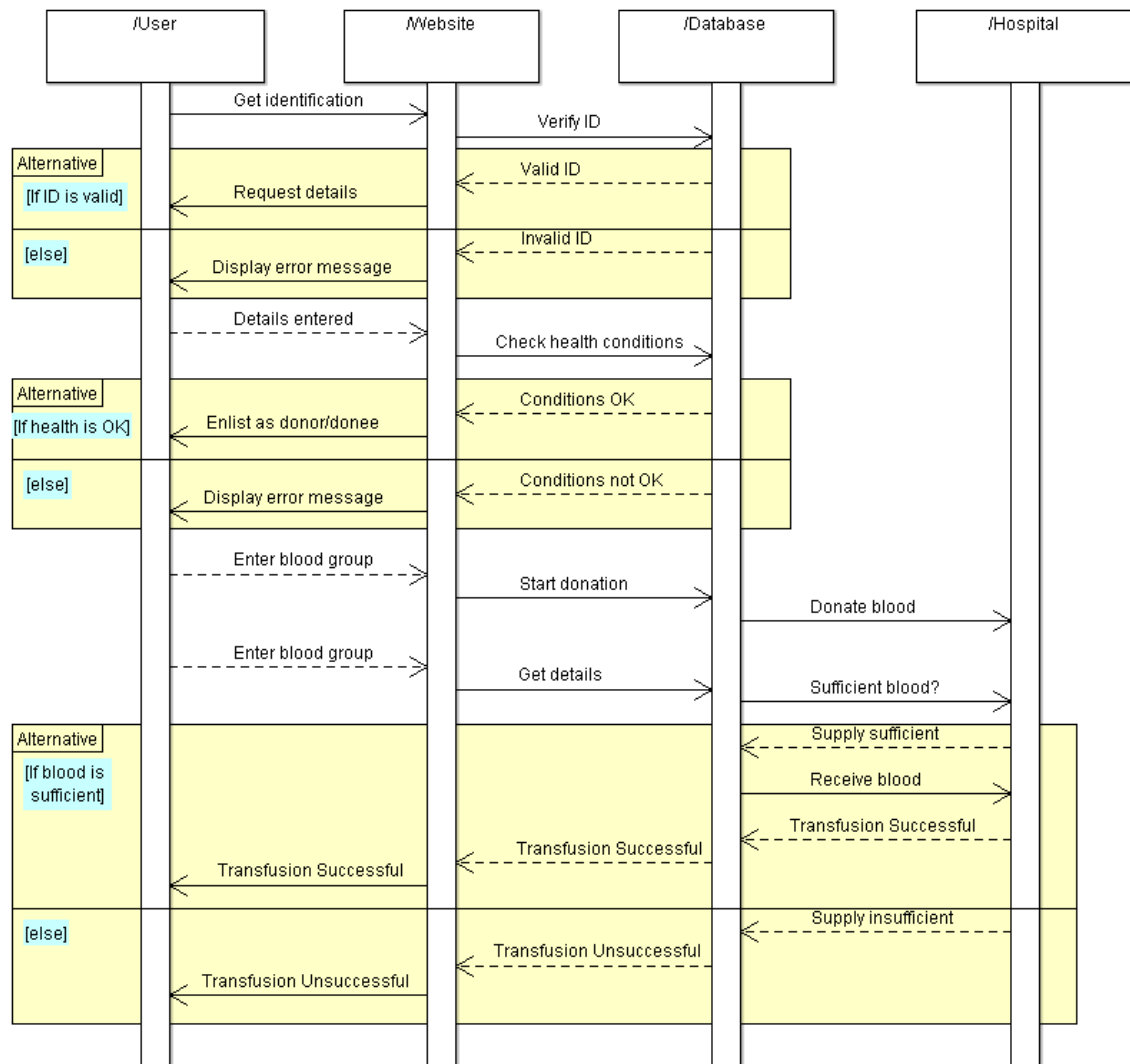 /User
/Website
/Database
/Hospital
Get identification
Verify ID
Alternative
Valid ID
[If ID is valid]
Request details
Invalid ID
[else]
Display error message
Details entered
Check health conditions
Alternative
Conditions OK
[If health is OK]
Enlist as donor/donee
Conditions not OK
[else]
Display error message
Enter blood group
Start donation
Donate blood
Enter blood group
Get details
Sufficient blood?
Alternative
Supply sufficient
[If blood is
sufficient]
Receive blood
Transfusion Successful
Transfusion Successful
Transfusion Successful
Supply insufficient
[else]
Transfusion Unsuccessful
Transfusion Unsuccessful